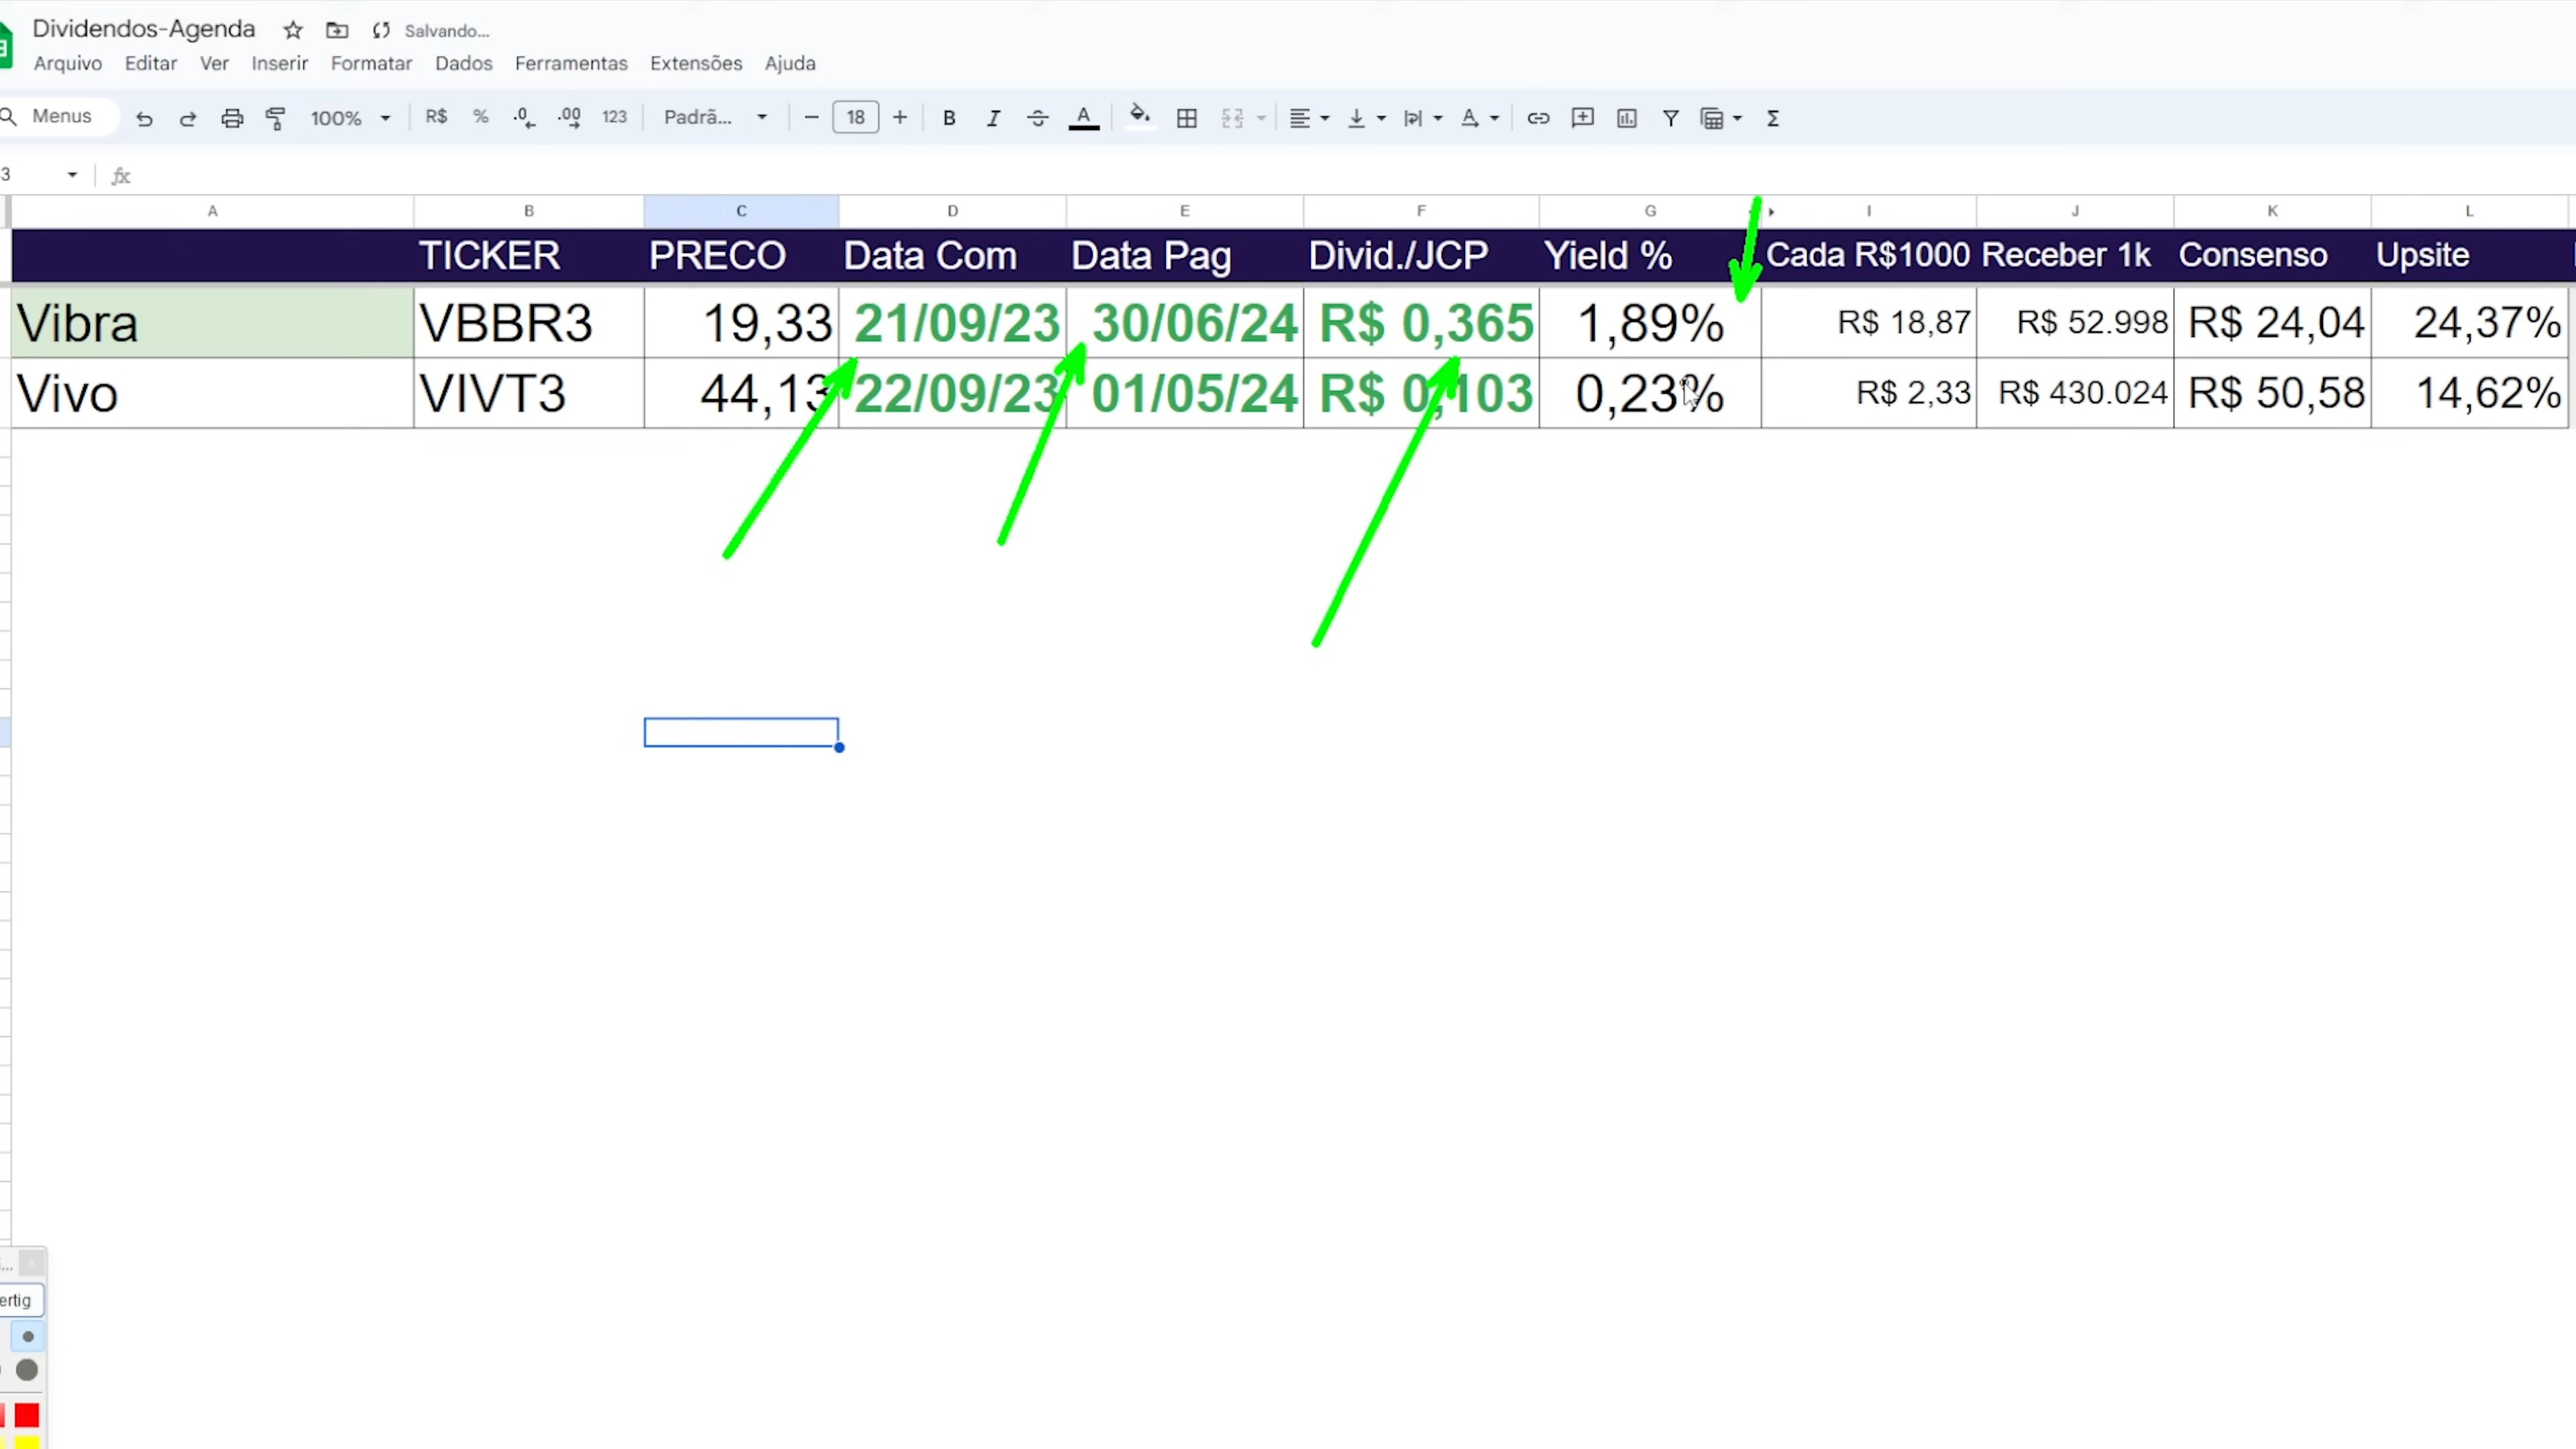 Dividendos-Agenda Salvando...
Arquivo Editar Ver Inserir Formatar Dados Ferramentas Extensões Ajuda
Menus 100% R$ % .0 .00 123 Padrã... 18 B I A A Σ
3 fx
A B C D E F G I J K L
TICKER PRECO Data Com Data Pag Divid./JCP Yield % Cada R$1000 Receber 1k Consenso Upsite
Vibra VBBR3 19,33 21/09/23 30/06/24 R$ 0,365 1,89% R$ 18,87 R$ 52.998 R$ 24,04 24,37%
Vivo VIVT3 44,13 22/09/23 01/05/24 R$ 0,103 0,23% R$ 2,33 R$ 430.024 R$ 50,58 14,62%
ertig